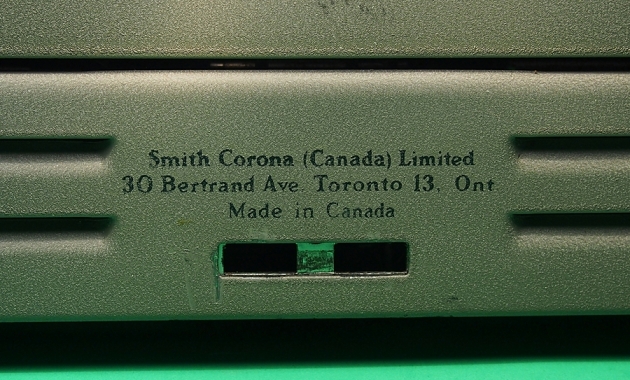 Smith Corona (Canada) Limited
30 Bertrand Ave. Toronto 13, Ont
Made in Canada